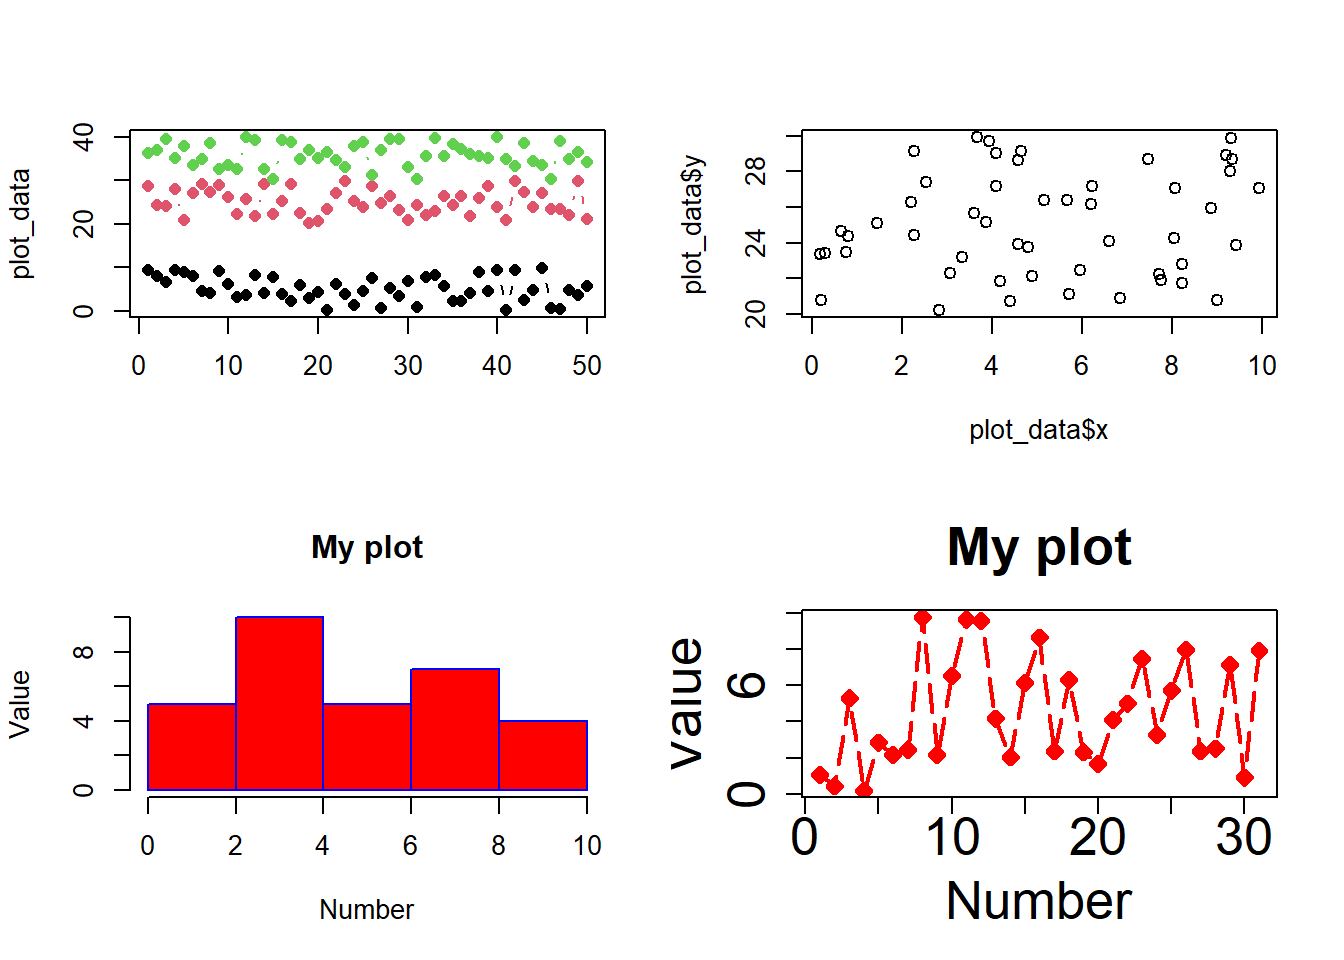 plot_data
40
20
0
0 10 20 30 40 50
plot_data$y
28
24
20
0 2 4 6 8 10
plot_data$x
My plot
Value
8
4
0
0 2 4 6 8 10
Number
My plot
value
6
0
0 10 20 30
Number